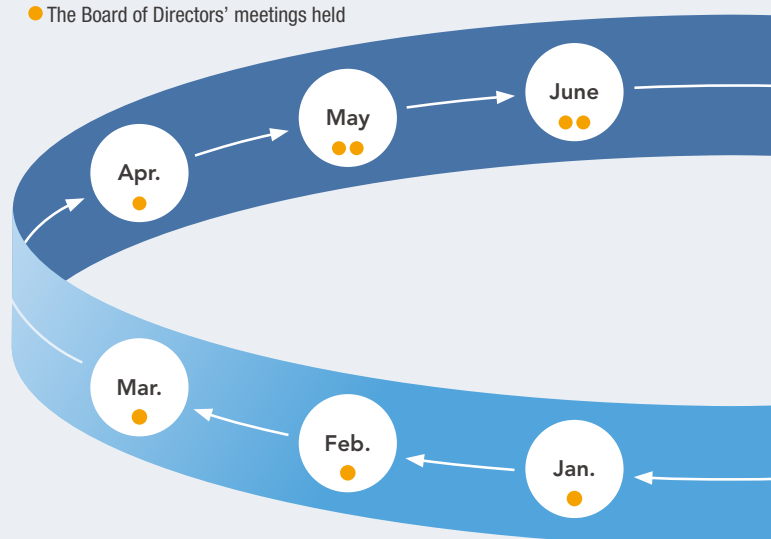 The Board of Directors’ meetings held
Apr.
May
June
Mar.
Feb.
Jan.